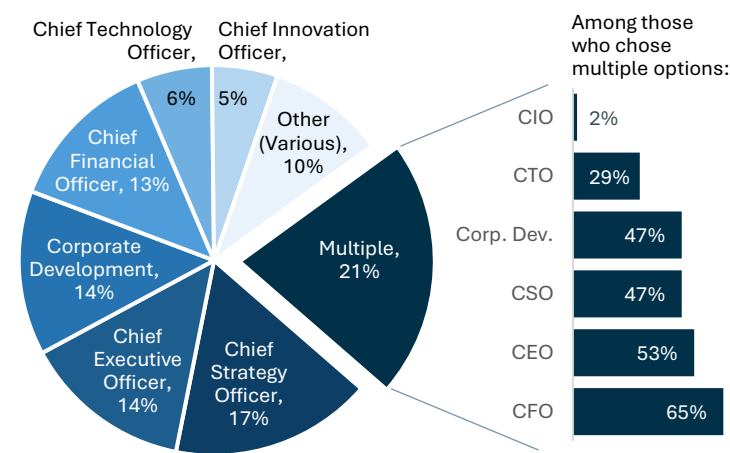 Chief Technology
Officer,
6%
Chief Innovation
Officer,
5%
Other
(Various),
10%
Multiple,
21%
Chief
Strategy
Officer,
17%
Chief
Executive
Officer,
14%
Corporate
Development,
14%
Chief
Financial
Officer, 13%
Among those
who chose
multiple options:
CIO 2%
CTO 29%
Corp. Dev. 47%
CSO 47%
CEO 53%
CFO 65%